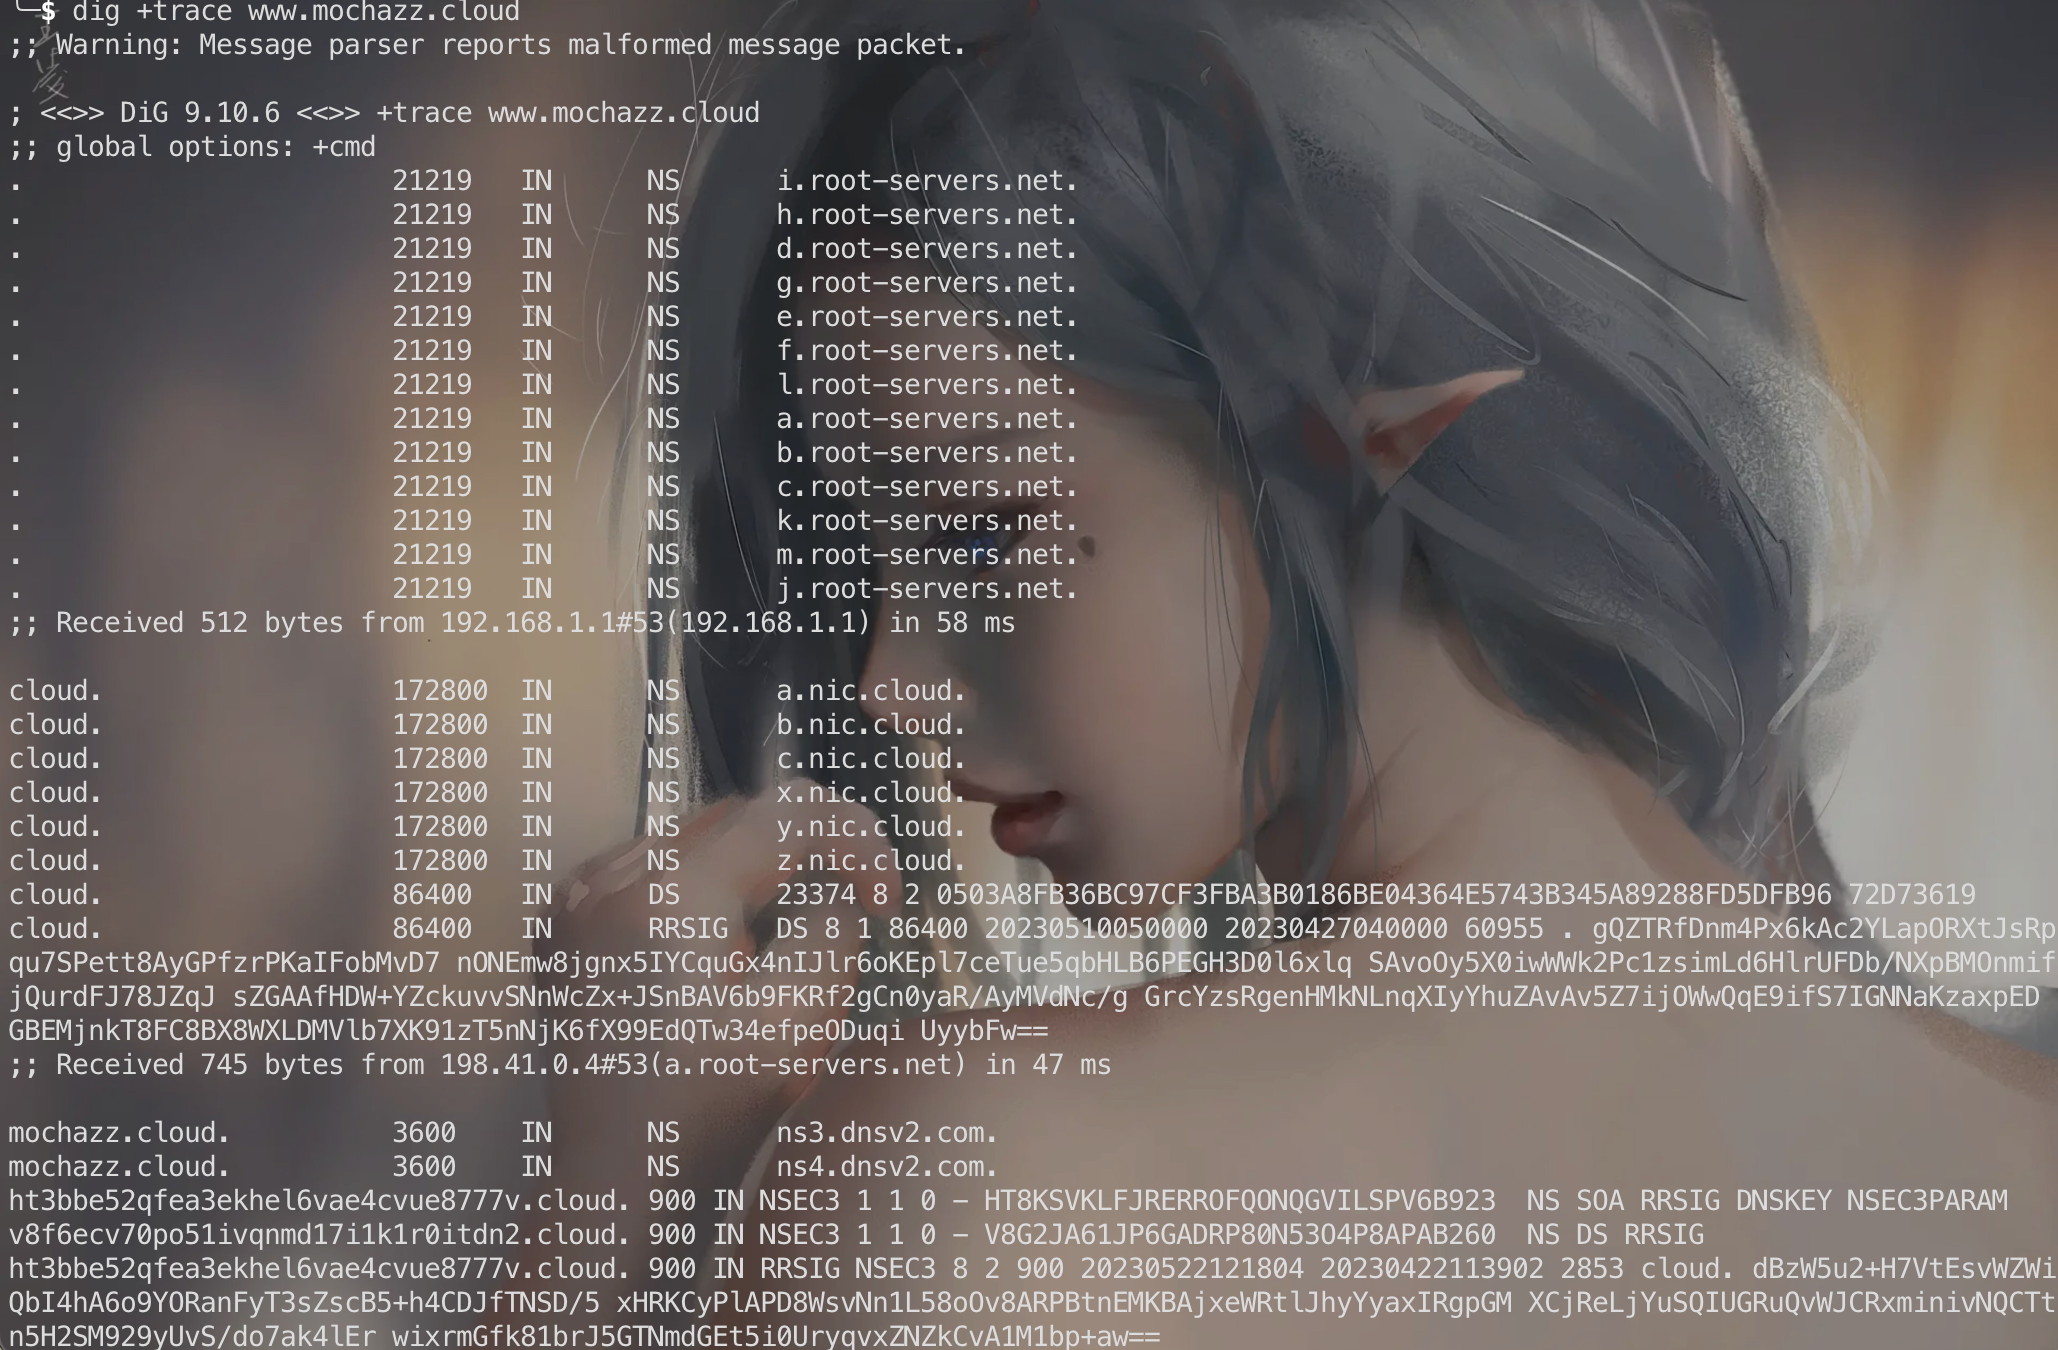 ╰─$ dig +trace www.mochazz.cloud
;; Warning: Message parser reports malformed message packet.
; <<>> DiG 9.10.6 <<>> +trace www.mochazz.cloud
;; global options: +cmd
. 21219 IN NS i.root-servers.net.
. 21219 IN NS h.root-servers.net.
. 21219 IN NS d.root-servers.net.
. 21219 IN NS g.root-servers.net.
. 21219 IN NS e.root-servers.net.
. 21219 IN NS f.root-servers.net.
. 21219 IN NS l.root-servers.net.
. 21219 IN NS a.root-servers.net.
. 21219 IN NS b.root-servers.net.
. 21219 IN NS c.root-servers.net.
. 21219 IN NS k.root-servers.net.
. 21219 IN NS m.root-servers.net.
. 21219 IN NS j.root-servers.net.
;; Received 512 bytes from 192.168.1.1#53(192.168.1.1) in 58 ms
cloud. 172800 IN NS a.nic.cloud.
cloud. 172800 IN NS b.nic.cloud.
cloud. 172800 IN NS c.nic.cloud.
cloud. 172800 IN NS x.nic.cloud.
cloud. 172800 IN NS y.nic.cloud.
cloud. 172800 IN NS z.nic.cloud.
cloud. 86400 IN DS 23374 8 2 0503A8FB36BC97CF3FBA3B0186BE04364E5743B345A89288FD5DFB96 72D73619
cloud. 86400 IN RRSIG DS 8 1 86400 20230510050000 20230427040000 60955 . gQZTRfDnm4Px6kAc2YLapORXtJsRp
qu7SPett8AyGPfzrPKaIFobMvD7 nONEmw8jgnx5IYCquGx4nIJlr6oKEpl7ceTue5qbHLB6PEGH3D0l6xlq SAvoOy5X0iwWWk2Pc1zsimLd6HlrUFDb/NXpBMOnmif
jQurdFJ78JZqJ sZGAAfHDW+YZckuvvSNnWcZx+JSnBAV6b9FKRf2gCn0yaR/AyMVdNc/g GrcYzsRgenHMkNLnqXIyYhuZAvAv5Z7ijOWwQqE9ifS7IGNNaKzaxpED
GBEMjnkT8FC8BX8WXLDMVlb7XK91zT5nNjK6fX99EdQTw34efpeODuqi UyybFw==
;; Received 745 bytes from 198.41.0.4#53(a.root-servers.net) in 47 ms
mochazz.cloud. 3600 IN NS ns3.dnsv2.com.
mochazz.cloud. 3600 IN NS ns4.dnsv2.com.
ht3bbe52qfea3ekhel6vae4cvue8777v.cloud. 900 IN NSEC3 1 1 0 - HT8KSVKLFJRERROFQONQGVILSPV6B923 NS SOA RRSIG DNSKEY NSEC3PARAM
v8f6ecv70po51ivqnmd17i1k1r0itdn2.cloud. 900 IN NSEC3 1 1 0 - V8G2JA61JP6GADRP80N53O4P8APAB260 NS DS RRSIG
ht3bbe52qfea3ekhel6vae4cvue8777v.cloud. 900 IN RRSIG NSEC3 8 2 900 20230522121804 20230422113902 2853 cloud. dBzW5u2+H7VtEsvWZWi
QbI4hA6o9YORanFyT3sZscB5+h4CDJfTNSD/5 xHRKCyPlAPD8WsvNn1L58oOv8ARPBtnEMKBAjxeWRtlJhyYyaxIRgpGM XCjReLjYuSQIUGRuQvWJCRxminivNQCTt
n5H2SM929yUvS/do7ak4lEr wixrmGfk81brJ5GTNmdGEt5i0UryqvxZNZkCvA1M1bp+aw==